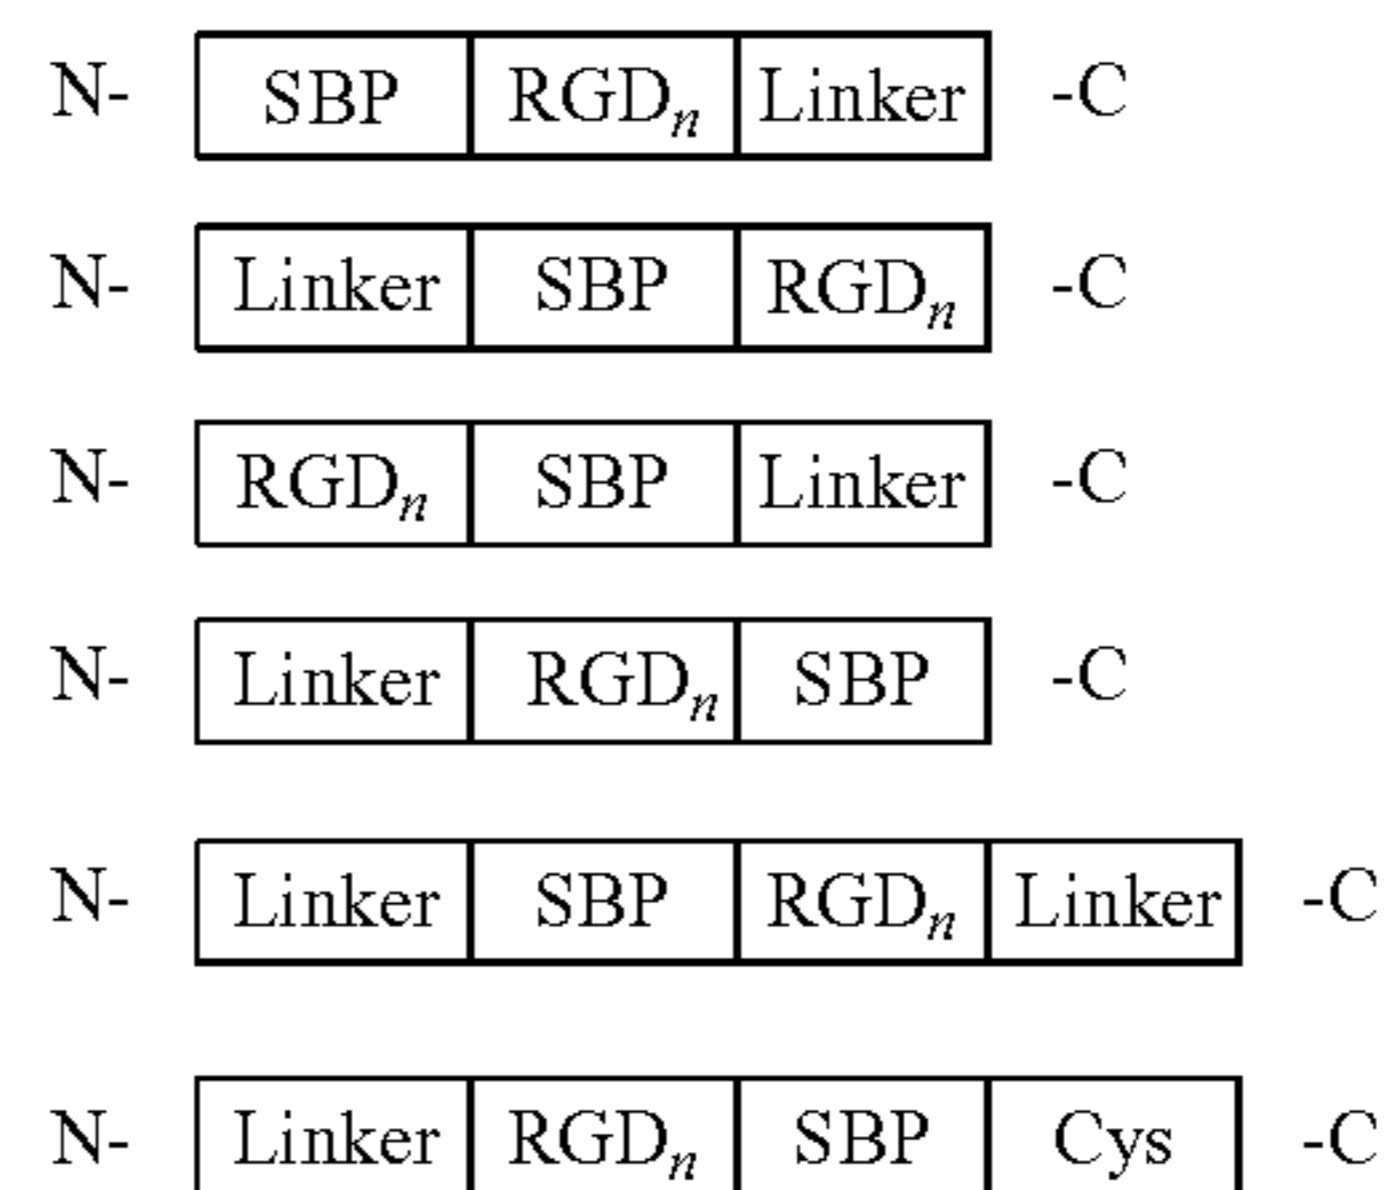 N- SBP RGDn Linker -C
N- Linker SBP RGDn -C
N- RGDn SBP Linker -C
N- Linker RGDn SBP -C
N- Linker SBP RGDn Linker -C
N- Linker RGDn SBP Cys -C